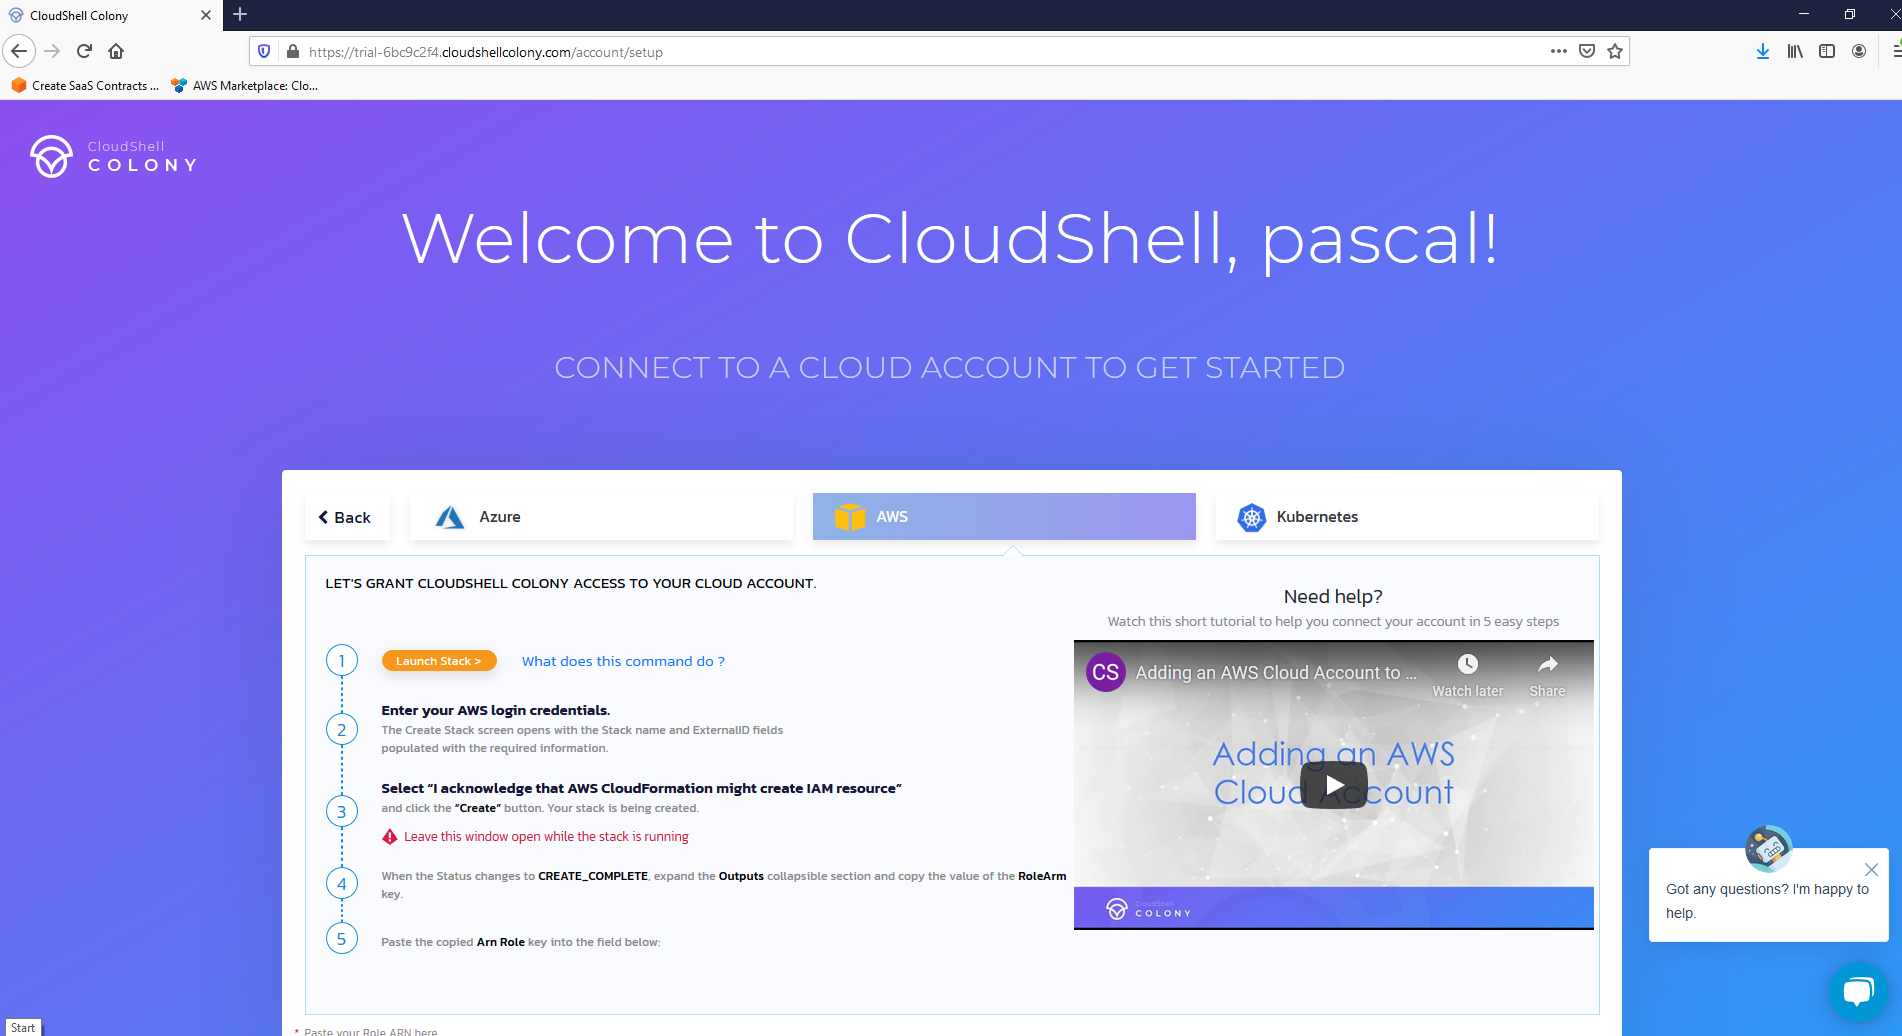 CloudShell Colony
https://trial-6bc9c2f4.cloudshellcolony.com/account/setup
Create SaaS Contracts ...
AWS Marketplace: Clo...
CloudShell
COLONY
Welcome to CloudShell, pascal!
CONNECT TO A CLOUD ACCOUNT TO GET STARTED
Back
Azure
AWS
Kubernetes
LET'S GRANT CLOUDSHELL COLONY ACCESS TO YOUR CLOUD ACCOUNT.
1
Launch Stack >
What does this command do ?
2
Enter your AWS login credentials.
The Create Stack screen opens with the Stack name and ExternalID fields
populated with the required information.
3
Select “I acknowledge that AWS CloudFormation might create IAM resource”
and click the “Create” button. Your stack is being created.
Leave this window open while the stack is running
4
When the Status changes to CREATE_COMPLETE, expand the Outputs collapsible section and copy the value of the RoleArm
key.
5
Paste the copied Arn Role key into the field below:
Need help?
Watch this short tutorial to help you connect your account in 5 easy steps
CS
Adding an AWS Cloud Account to ...
Watch later
Share
Adding an AWS
Cloud Account
CloudShell
COLONY
Got any questions? I'm happy to
help.
* Paste your Role ARN here
Start